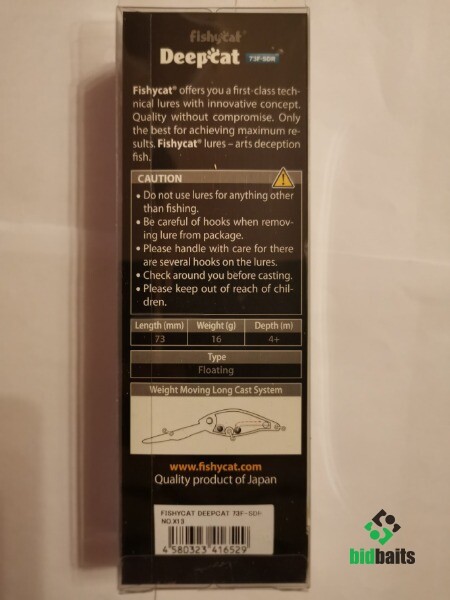 fishycat®
Deepcat 73F-SDR
Fishycat® offers you a first-class tech-
nical lures with innovative concept.
Quality without compromise. Only
the best for achieving maximum re-
sults. Fishycat® lures – arts deception
fish.
CAUTION
• Do not use lures for anything other
than fishing.
• Be careful of hooks when remov-
ing lure from package.
• Please handle with care for there
are several hooks on the lures.
• Check around you before casting.
• Please keep out of reach of chil-
dren.
Length (mm) Weight (g) Depth (m)
73 16 4+
Type
Floating
Weight Moving Long Cast System
www.fishycat.com
Quality product of Japan
FISHYCAT DEEPCAT 73F-SDR
NO.X13
4 580323 416529
bidbaits